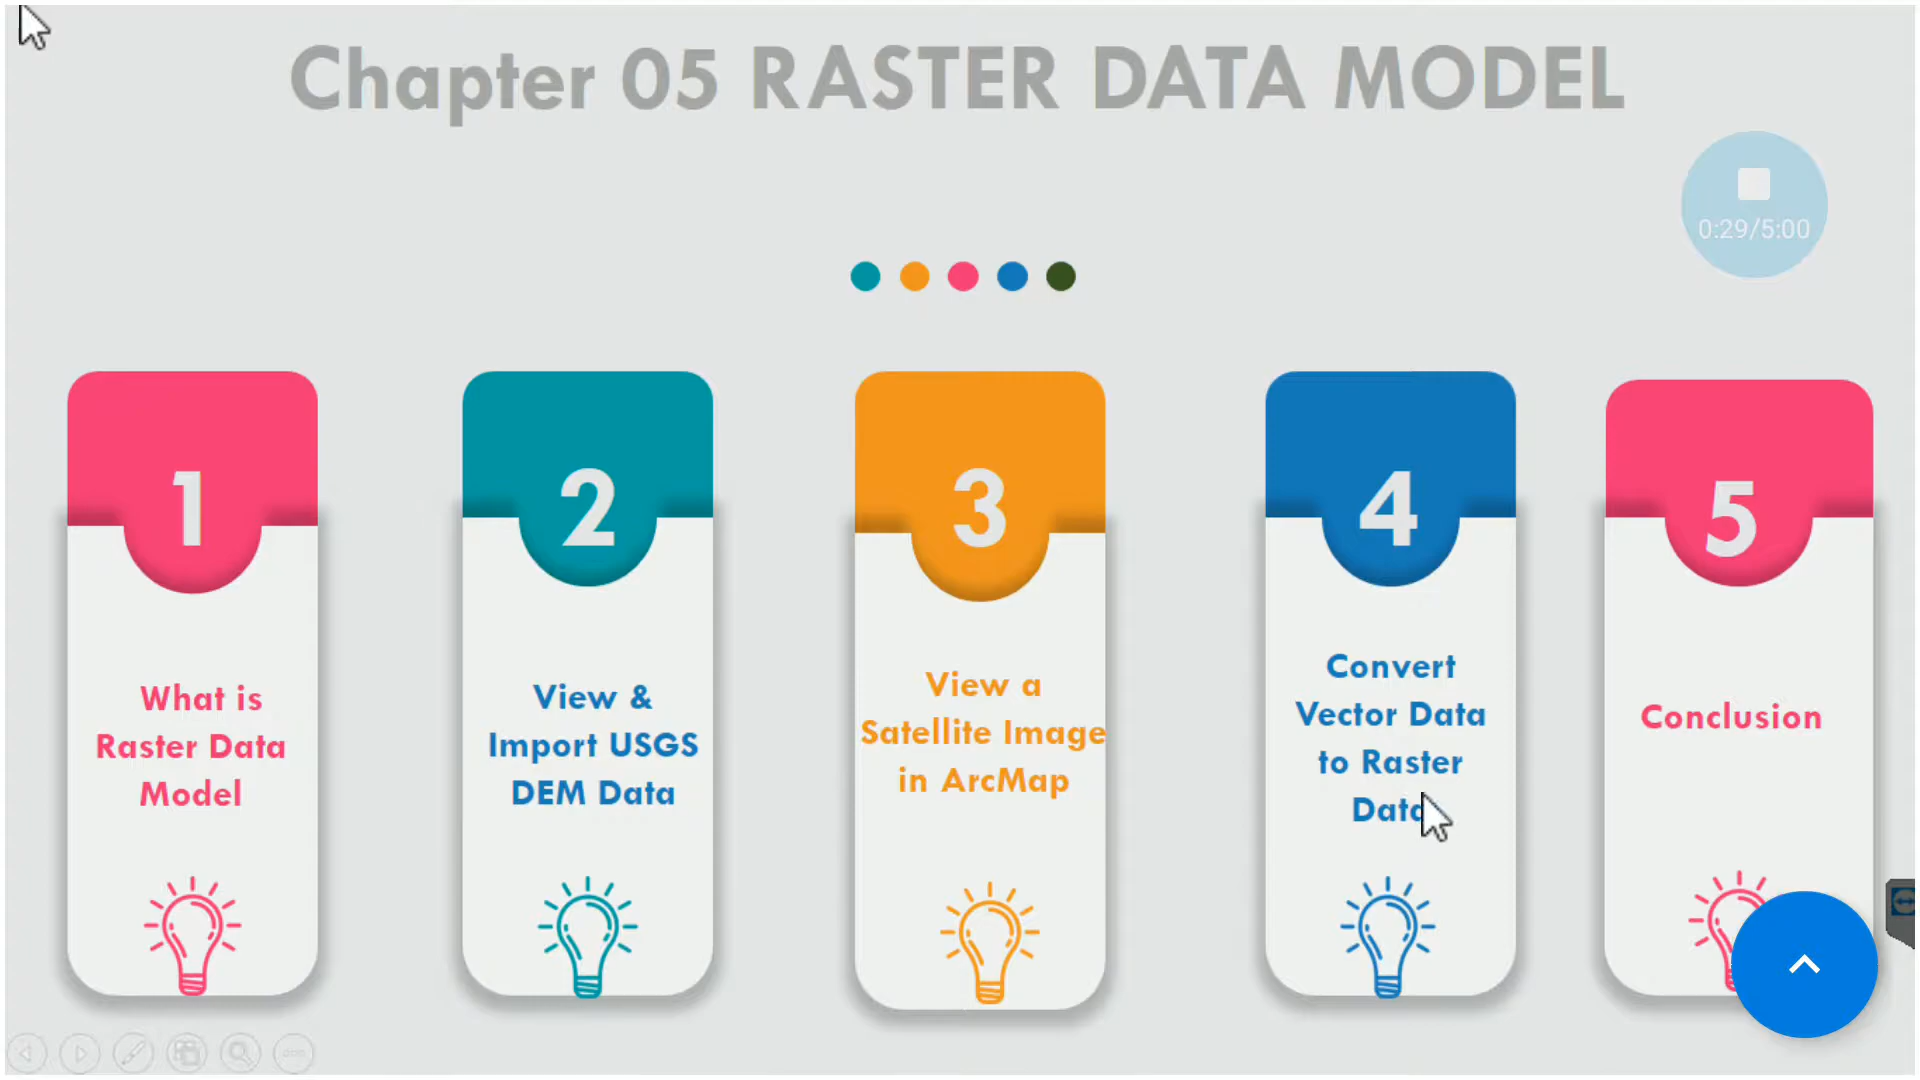 Chapter 05 RASTER DATA MODEL
0:29/5:00
1
What is
Raster Data
Model
2
View &
Import USGS
DEM Data
3
View a
Satellite Image
in ArcMap
4
Convert
Vector Data
to Raster
Data
5
Conclusion